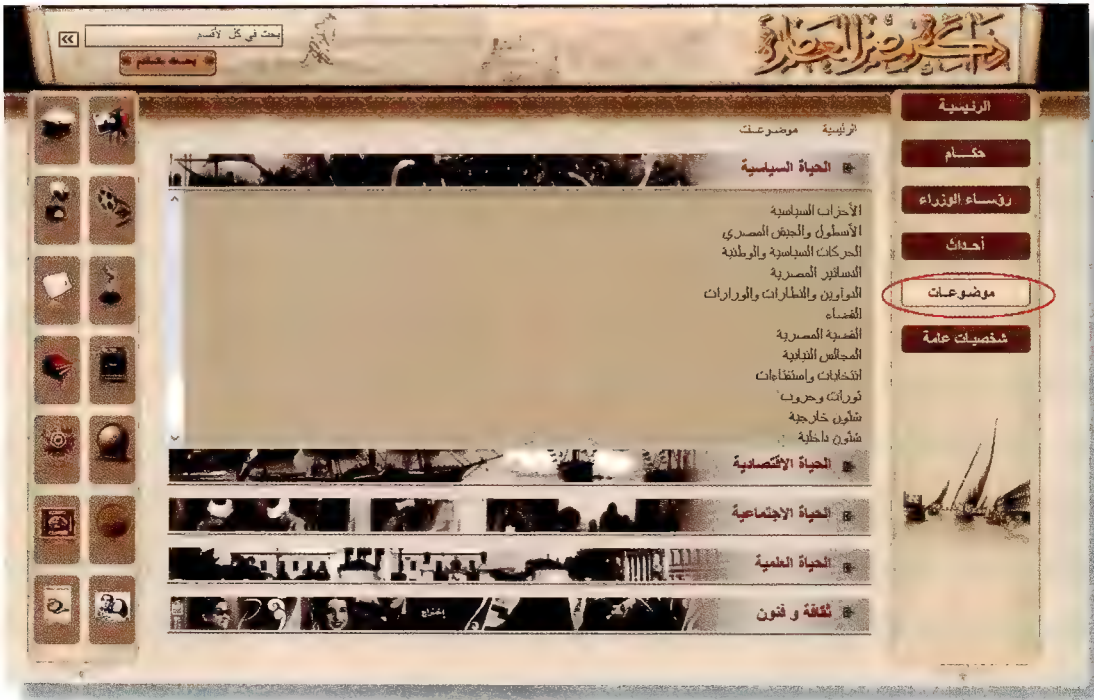 ذاكرة مصر المعاصرة
بحث في كل الأقسام
بحث متقدم
الرئيسية
حكام
رؤساء الوزراء
أحداث
موضوعات
شخصيات عامة
الرئيسية موضوعات
الحياة السياسية
الأحزاب السياسية
الأسطول والجيش المصري
الحركات السياسية والوطنية
الدساتير المصرية
الدواوين والنظارات والوزارات
القضاء
القضية المصرية
المجالس النيابية
انتخابات واستفتاءات
ثورات وحروب
شئون خارجية
شئون داخلية
الحياة الاقتصادية
الحياة الاجتماعية
الحياة العلمية
ثقافة و فنون
إخراج